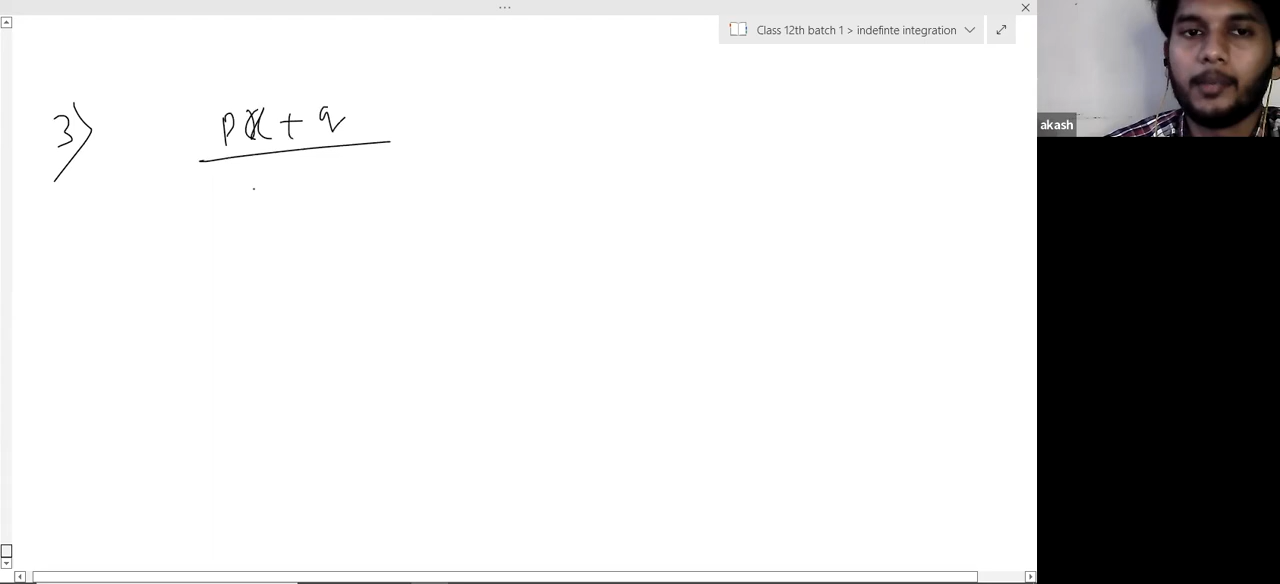 Class 12th batch 1 > indefinte integration
3) px + q
akash